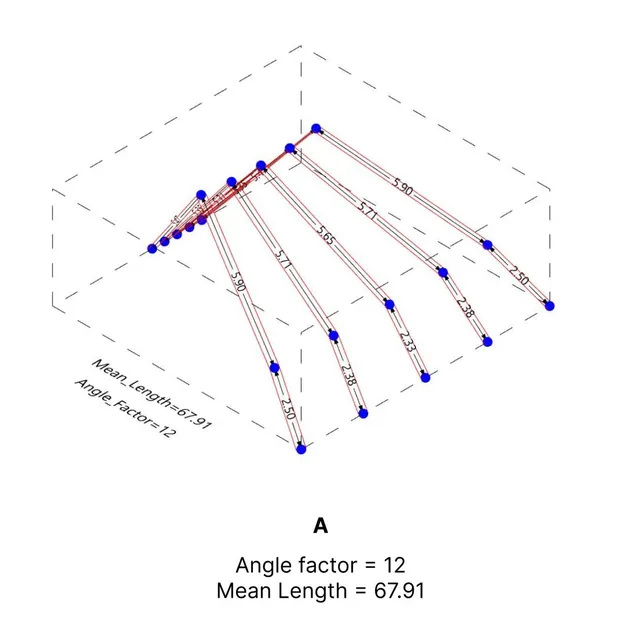 5.90
5.71
2.50
5.65
5.71
2.38
5.90
2.33
2.38
2.50
Mean_Length=67.91
Angle_Factor=12
A
Angle factor = 12
Mean Length = 67.91